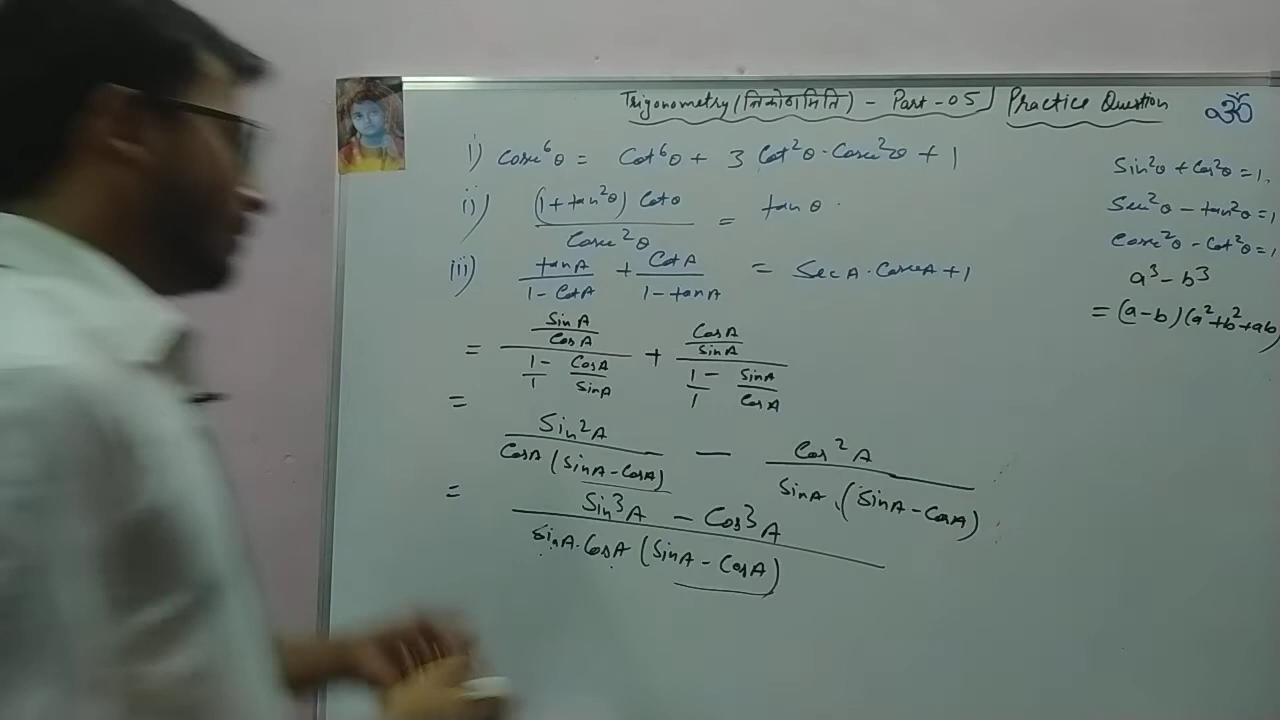 Trigonometry (त्रिकोणमिति) - Part - 05 Practice Question ॐ
i) Cosec⁶θ = Cot⁶θ + 3 Cot²θ · Cosec²θ + 1
ii) (1 + tan²θ) Cotθ / Cosec²θ = tan θ
iii) tanA / (1 - CotA) + CotA / (1 - tanA) = SecA · CosecA + 1
= (SinA/CosA) / (1/1 - CosA/SinA) + (CosA/SinA) / (1/1 - SinA/CosA)
= Sin²A / CosA (SinA - CosA) - Cos²A / SinA · (SinA - CosA)
= Sin³A - Cos³A / SinA · CosA (SinA - CosA)
Sin²θ + Cos²θ = 1.
Sec²θ - tan²θ = 1
Cosec²θ - Cot²θ = 1
a³ - b³
= (a - b) (a² + b² + ab)